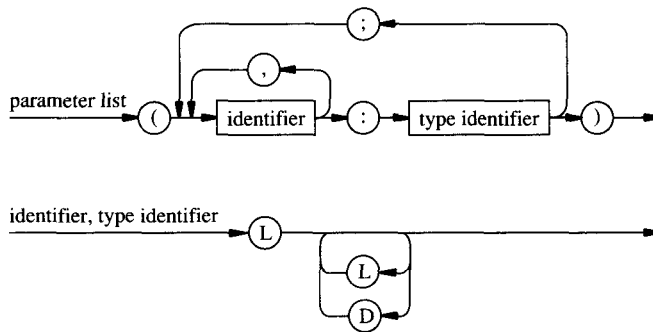 ;
,
parameter list ( identifier : type identifier )
identifier, type identifier
L
L
D